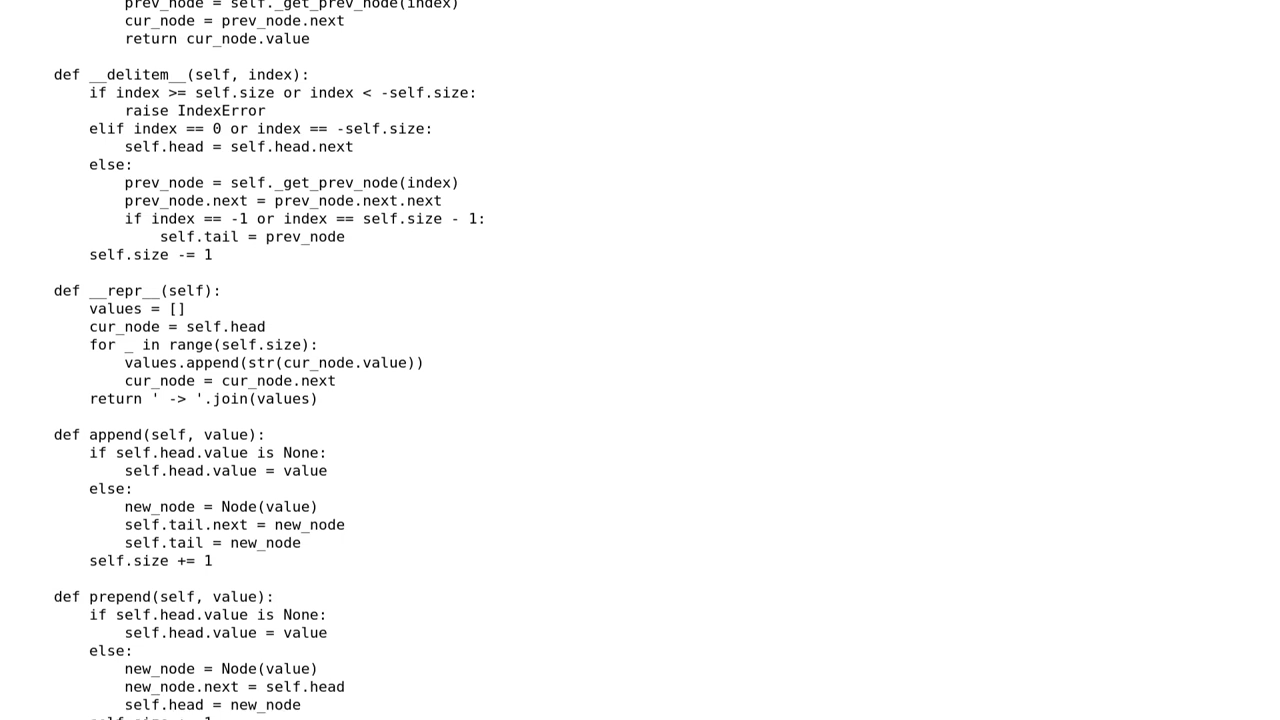 prev_node = self._get_prev_node(index)
            cur_node = prev_node.next
            return cur_node.value

    def __delitem__(self, index):
        if index >= self.size or index < -self.size:
            raise IndexError
        elif index == 0 or index == -self.size:
            self.head = self.head.next
        else:
            prev_node = self._get_prev_node(index)
            prev_node.next = prev_node.next.next
            if index == -1 or index == self.size - 1:
                self.tail = prev_node
        self.size -= 1

    def __repr__(self):
        values = []
        cur_node = self.head
        for _ in range(self.size):
            values.append(str(cur_node.value))
            cur_node = cur_node.next
        return ' -> '.join(values)

    def append(self, value):
        if self.head.value is None:
            self.head.value = value
        else:
            new_node = Node(value)
            self.tail.next = new_node
            self.tail = new_node
        self.size += 1

    def prepend(self, value):
        if self.head.value is None:
            self.head.value = value
        else:
            new_node = Node(value)
            new_node.next = self.head
            self.head = new_node